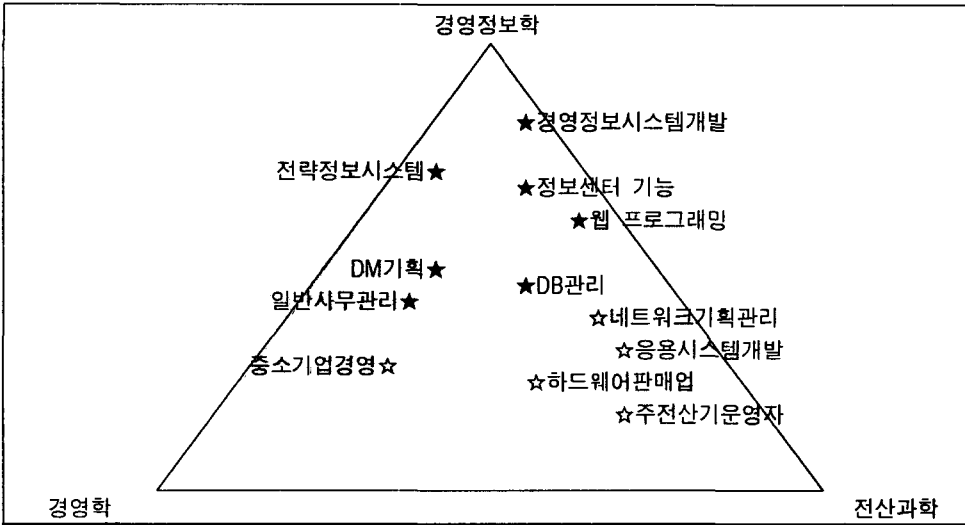 경영정보학
★경영정보시스템개발
전략정보시스템★
★정보센터 기능
★웹 프로그래밍
DM기획★
★DB관리
일반사무관리★
☆네트워크기획관리
☆응용시스템개발
중소기업경영☆
☆하드웨어판매업
☆주전산기운영자
경영학
전산과학